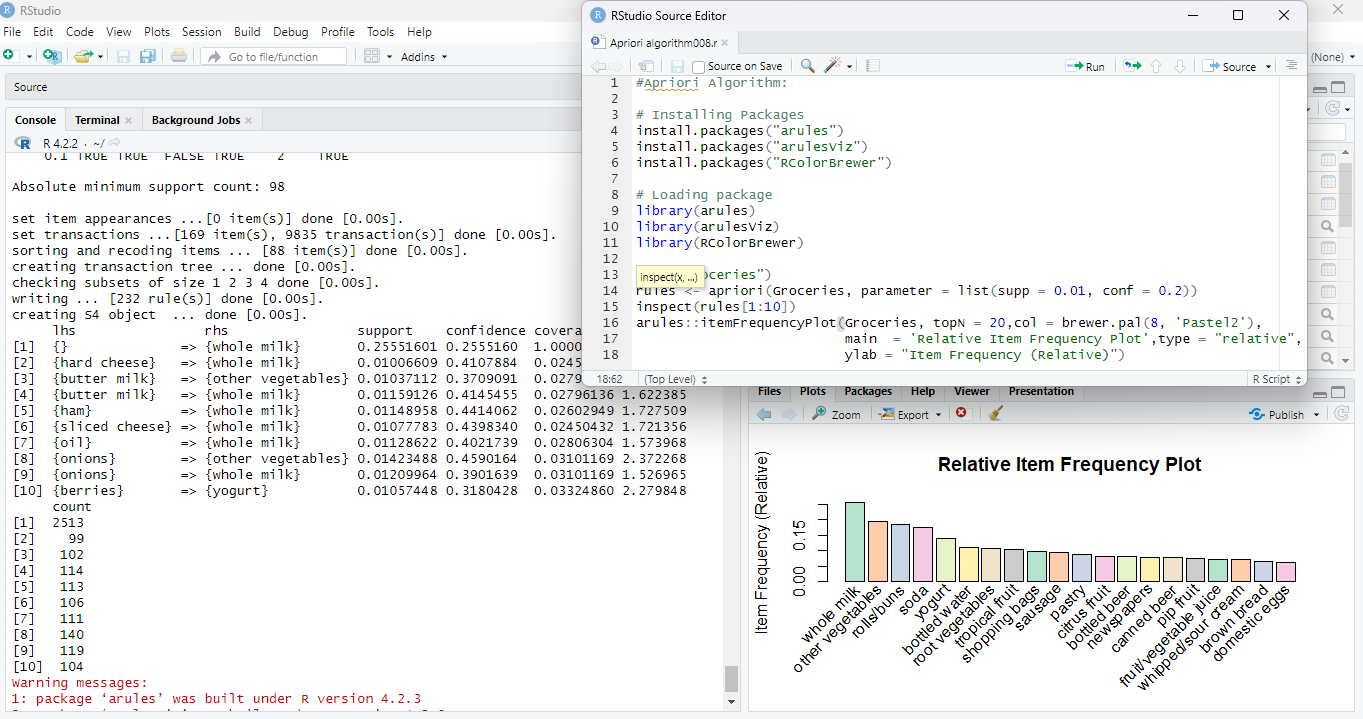 RStudio
File Edit Code View Plots Session Build Debug Profile Tools Help
Go to file/function Addins
(None)
Source
Console Terminal Background Jobs
R 4.2.2 . ~/
0.1 TRUE TRUE FALSE TRUE 2 TRUE
Absolute minimum support count: 98
set item appearances ...[0 item(s)] done [0.00s].
set transactions ...[169 item(s), 9835 transaction(s)] done [0.00s].
sorting and recoding items ... [88 item(s)] done [0.00s].
creating transaction tree ... done [0.00s].
checking subsets of size 1 2 3 4 done [0.00s].
writing ... [232 rule(s)] done [0.00s].
creating S4 object ... done [0.00s].
lhs rhs support confidence covera
[1] {} => {whole milk} 0.25551601 0.2555160 1.0000
[2] {hard cheese} => {whole milk} 0.01006609 0.4107884 0.0245
[3] {butter milk} => {other vegetables} 0.01037112 0.3709091 0.0279
[4] {butter milk} => {whole milk} 0.01159126 0.4145455 0.02796136 1.622385
[5] {ham} => {whole milk} 0.01148958 0.4414062 0.02602949 1.727509
[6] {sliced cheese} => {whole milk} 0.01077783 0.4398340 0.02450432 1.721356
[7] {oil} => {whole milk} 0.01128622 0.4021739 0.02806304 1.573968
[8] {onions} => {other vegetables} 0.01423488 0.4590164 0.03101169 2.372268
[9] {onions} => {whole milk} 0.01209964 0.3901639 0.03101169 1.526965
[10] {berries} => {yogurt} 0.01057448 0.3180428 0.03324860 2.279848
count
[1] 2513
[2] 99
[3] 102
[4] 114
[5] 113
[6] 106
[7] 111
[8] 140
[9] 119
[10] 104
Warning messages:
1: package ‘arules’ was built under R version 4.2.3
RStudio Source Editor
Apriori algorithm008.r
Source on Save Run Source
1 #Apriori Algorithm:
2
3 # Installing Packages
4 install.packages("arules")
5 install.packages("arulesViz")
6 install.packages("RColorBrewer")
7
8 # Loading package
9 library(arules)
10 library(arulesViz)
11 library(RColorBrewer)
12
13 inspect(x, ...) oceries")
14 rules <- apriori(Groceries, parameter = list(supp = 0.01, conf = 0.2))
15 inspect(rules[1:10])
16 arules::itemFrequencyPlot(Groceries, topN = 20,col = brewer.pal(8, 'Pastel2'),
17 main = 'Relative Item Frequency Plot',type = "relative",
18 ylab = "Item Frequency (Relative)")
18:62 (Top Level) R Script
Files Plots Packages Help Viewer Presentation
Zoom Export Publish
Relative Item Frequency Plot
Item Frequency (Relative)
0.15
0.00
whole milk
other vegetables
rolls/buns
soda
yogurt
bottled water
root vegetables
tropical fruit
shopping bags
sausage
pastry
citrus fruit
bottled beer
newspapers
canned beer
pip fruit
fruit/vegetable juice
whipped/sour cream
brown bread
domestic eggs